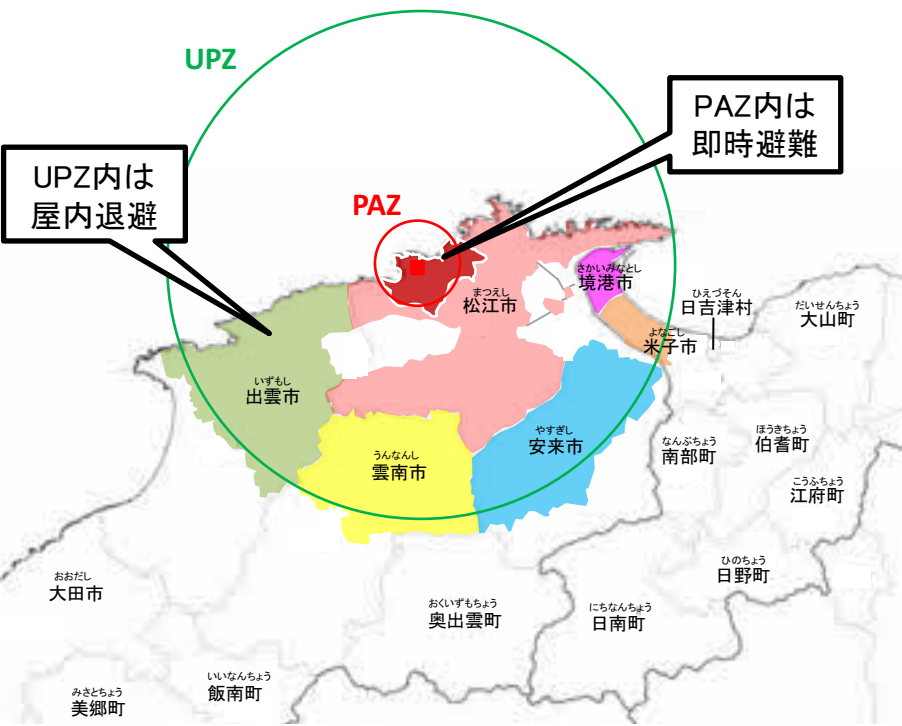 UPZ
PAZ内は
即時避難
UPZ内は
屋内退避
PAZ
さかいみなとし
境港市
まつえし
松江市
ひえづそん
日吉津村
だいせんちょう
大山町
よなごし
米子市
いずもし
出雲市
やすぎし
安来市
うんなんし
雲南市
なんぶちょう
南部町
ほうきちょう
伯耆町
こうふちょう
江府町
ひのちょう
日野町
おおだし
大田市
おくいずもちょう
奥出雲町
にちなんちょう
日南町
いいなんちょう
飯南町
みさとちょう
美郷町